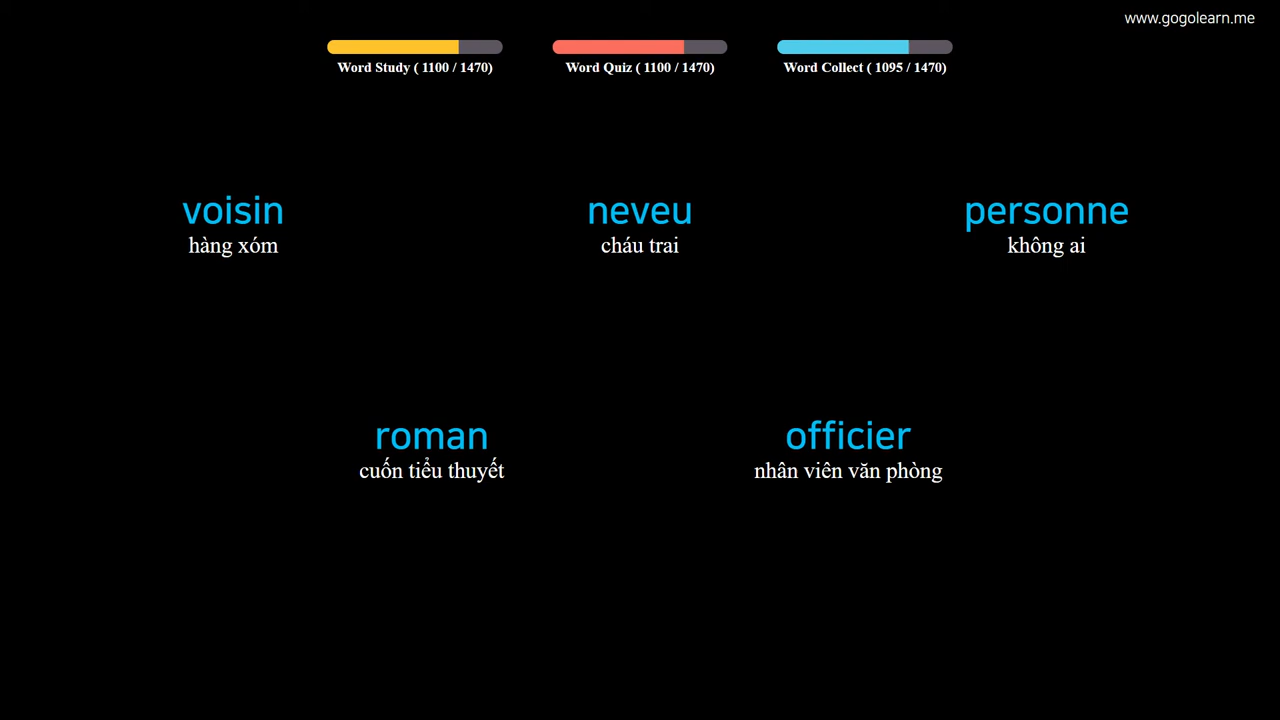 www.gogolearn.me
Word Study ( 1100 / 1470)
Word Quiz ( 1100 / 1470)
Word Collect ( 1095 / 1470)
voisin
hàng xóm
neveu
cháu trai
personne
không ai
roman
cuốn tiểu thuyết
officier
nhân viên văn phòng